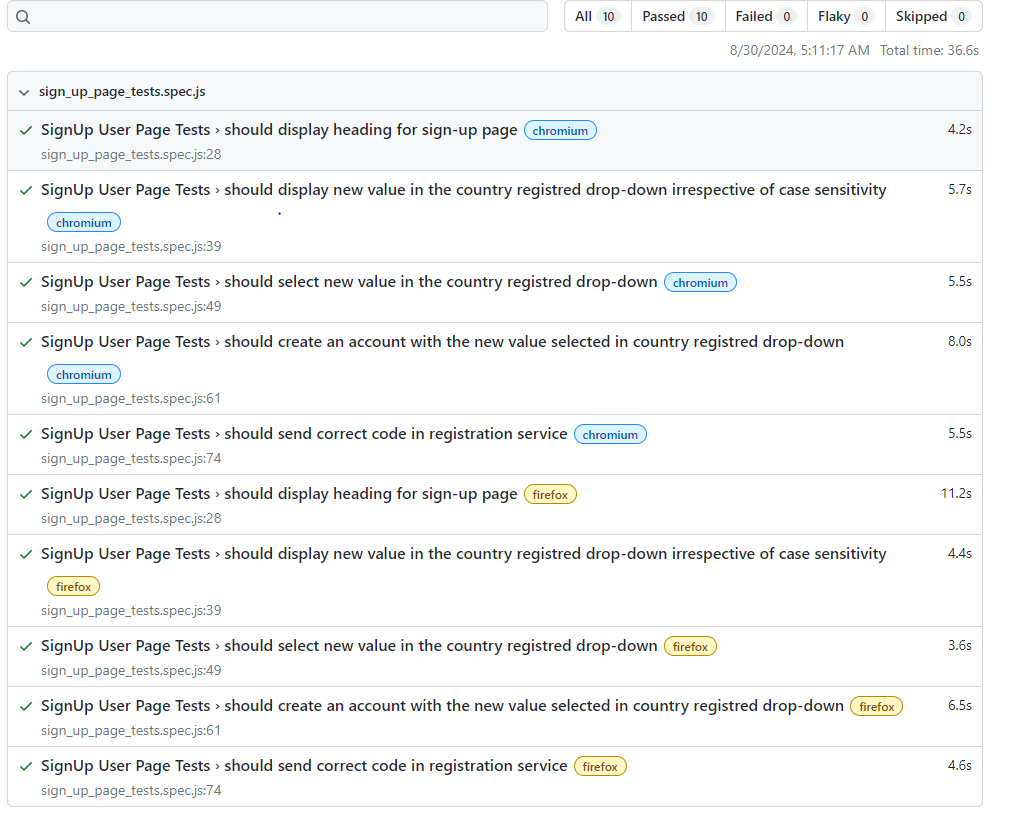 All 10 Passed 10 Failed 0 Flaky 0 Skipped 0
8/30/2024, 5:11:17 AM Total time: 36.6s
sign_up_page_tests.spec.js
SignUp User Page Tests › should display heading for sign-up page chromium 4.2s
sign_up_page_tests.spec.js:28
SignUp User Page Tests › should display new value in the country registred drop-down irrespective of case sensitivity 5.7s
chromium
sign_up_page_tests.spec.js:39
SignUp User Page Tests › should select new value in the country registred drop-down chromium 5.5s
sign_up_page_tests.spec.js:49
SignUp User Page Tests › should create an account with the new value selected in country registred drop-down 8.0s
chromium
sign_up_page_tests.spec.js:61
SignUp User Page Tests › should send correct code in registration service chromium 5.5s
sign_up_page_tests.spec.js:74
SignUp User Page Tests › should display heading for sign-up page firefox 11.2s
sign_up_page_tests.spec.js:28
SignUp User Page Tests › should display new value in the country registred drop-down irrespective of case sensitivity 4.4s
firefox
sign_up_page_tests.spec.js:39
SignUp User Page Tests › should select new value in the country registred drop-down firefox 3.6s
sign_up_page_tests.spec.js:49
SignUp User Page Tests › should create an account with the new value selected in country registred drop-down firefox 6.5s
sign_up_page_tests.spec.js:61
SignUp User Page Tests › should send correct code in registration service firefox 4.6s
sign_up_page_tests.spec.js:74